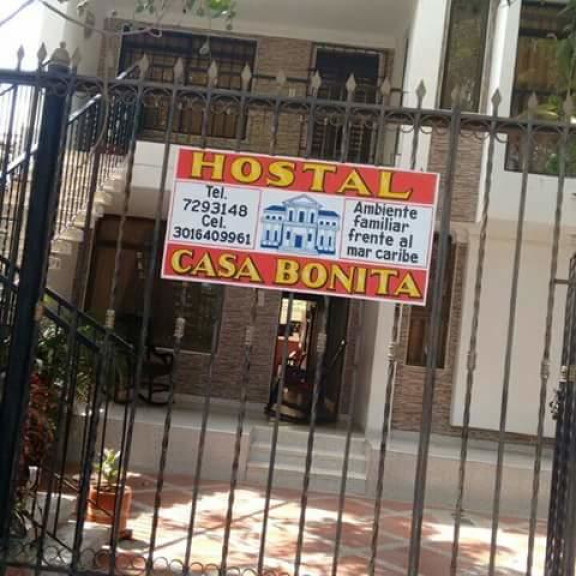 HOSTAL
Tel.
7293148
Cel.
3016409961
Ambiente
familiar
frente al
mar caribe
CASA BONITA